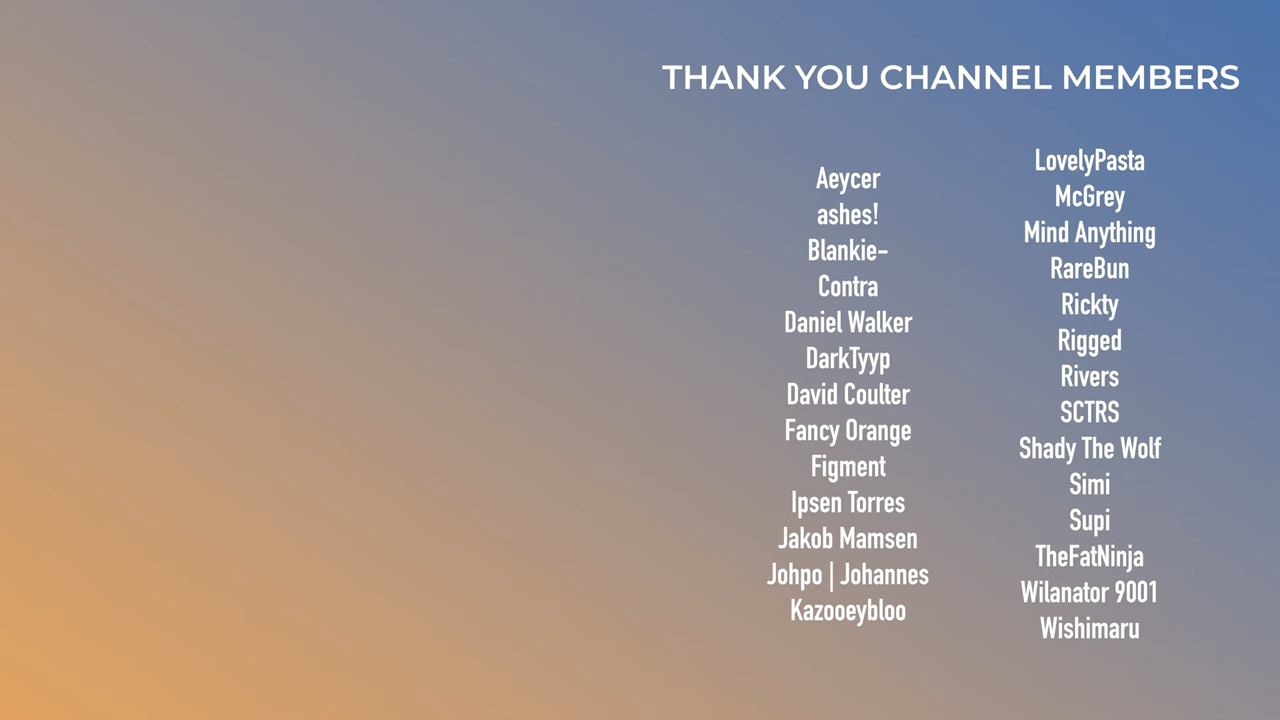 THANK YOU CHANNEL MEMBERS
Aeycer
ashes!
Blankie-
Contra
Daniel Walker
DarkTyyp
David Coulter
Fancy Orange
Figment
Ipsen Torres
Jakob Mamsen
Johpo | Johannes
Kazooeybloo
LovelyPasta
McGrey
Mind Anything
RareBun
Rickty
Rigged
Rivers
SCTRS
Shady The Wolf
Simi
Supi
TheFatNinja
Wilanator 9001
Wishimaru